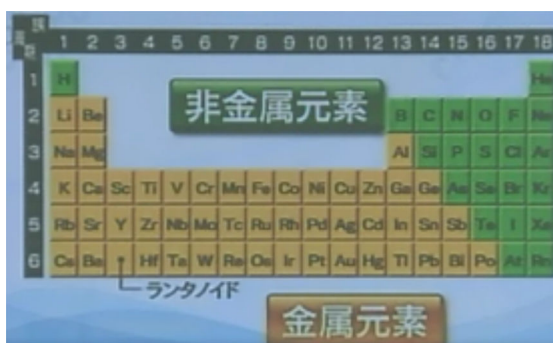 族
周期
1 2 3 4 5 6 7 8 9 10 11 12 13 14 15 16 17 18
1 H He
非金属元素
2 Li Be B C N O F Ne
3 Na Mg Al Si P S Cl Ar
4 K Ca Sc Ti V Cr Mn Fe Co Ni Cu Zn Ga Ge As Se Br Kr
5 Rb Sr Y Zr Nb Mo Tc Ru Rh Pd Ag Cd In Sn Sb Te I Xe
6 Cs Ba * Hf Ta W Re Os Ir Pt Au Hg Tl Pb Bi Po At Rn
ランタノイド
金属元素